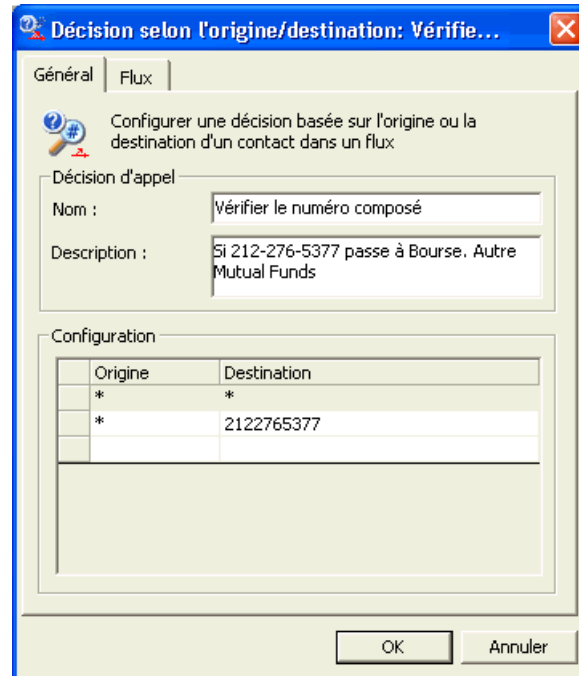 Décision selon l'origine/destination: Vérifie...
Général Flux
Configurer une décision basée sur l'origine ou la
destination d'un contact dans un flux
Décision d'appel
Nom : Vérifier le numéro composé
Description : Si 212-276-5377 passe à Bourse. Autre
Mutual Funds
Configuration
Origine Destination
* *
* 2122765377
OK Annuler